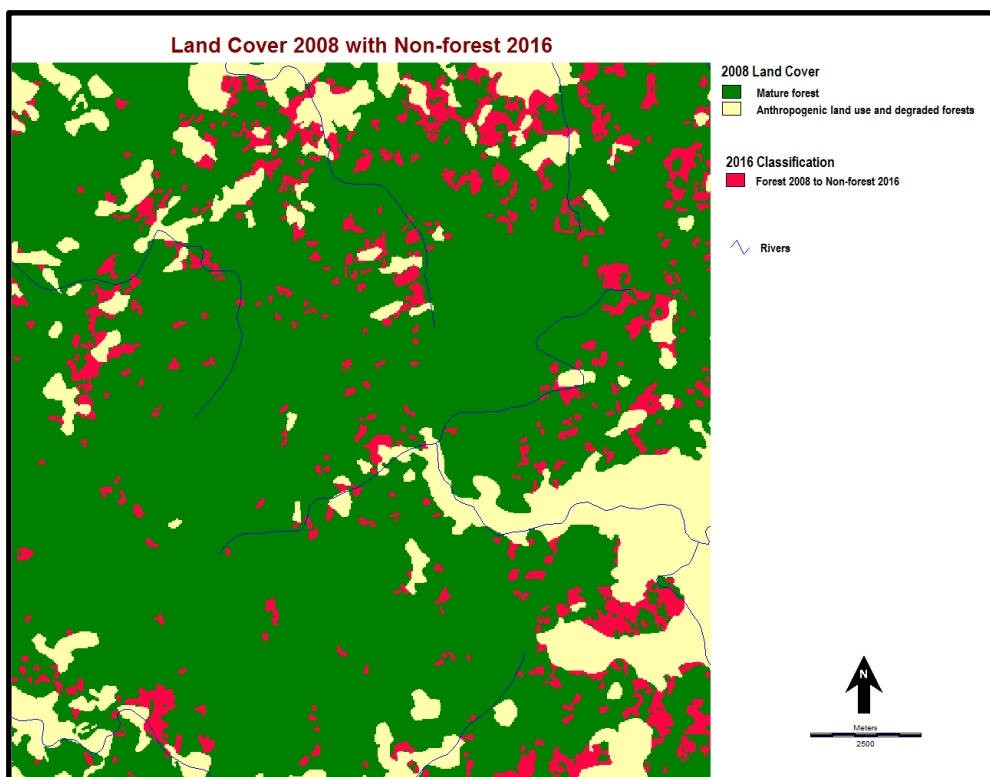 Land Cover 2008 with Non-forest 2016
2008 Land Cover
Mature forest
Anthropogenic land use and degraded forests
2016 Classification
Forest 2008 to Non-forest 2016
Rivers
N
Meters
2500